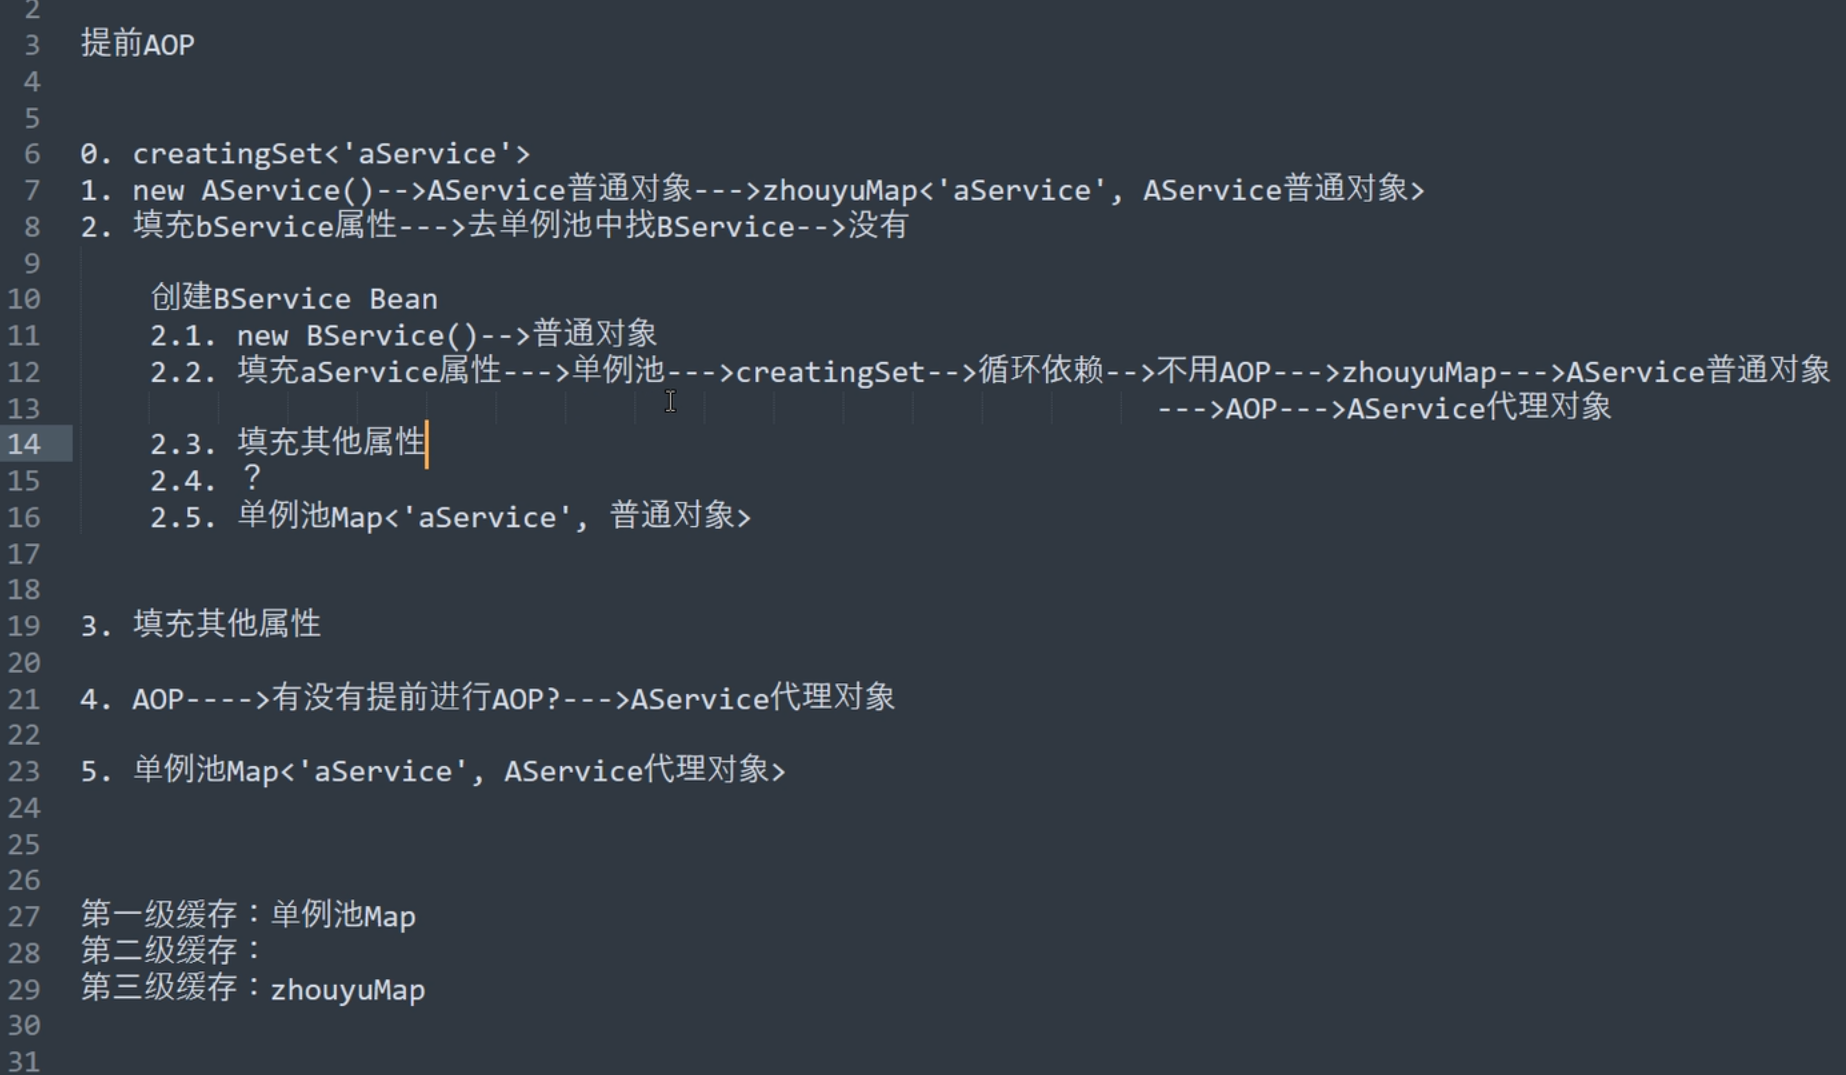 2
3 提前AOP
4
5
6 0. creatingSet<'aService'>
7 1. new AService()-->AService普通对象--->zhouyuMap<'aService', AService普通对象>
8 2. 填充bService属性--->去单例池中找BService-->没有
9
10 创建BService Bean
11 2.1. new BService()-->普通对象
12 2.2. 填充aService属性--->单例池--->creatingSet-->循环依赖-->不用AOP--->zhouyuMap--->AService普通对象
13 --->AOP--->AService代理对象
14 2.3. 填充其他属性
15 2.4. ？
16 2.5. 单例池Map<'aService', 普通对象>
17
18
19 3. 填充其他属性
20
21 4. AOP---->有没有提前进行AOP?--->AService代理对象
22
23 5. 单例池Map<'aService', AService代理对象>
24
25
26
27 第一级缓存：单例池Map
28 第二级缓存：
29 第三级缓存：zhouyuMap
30
31